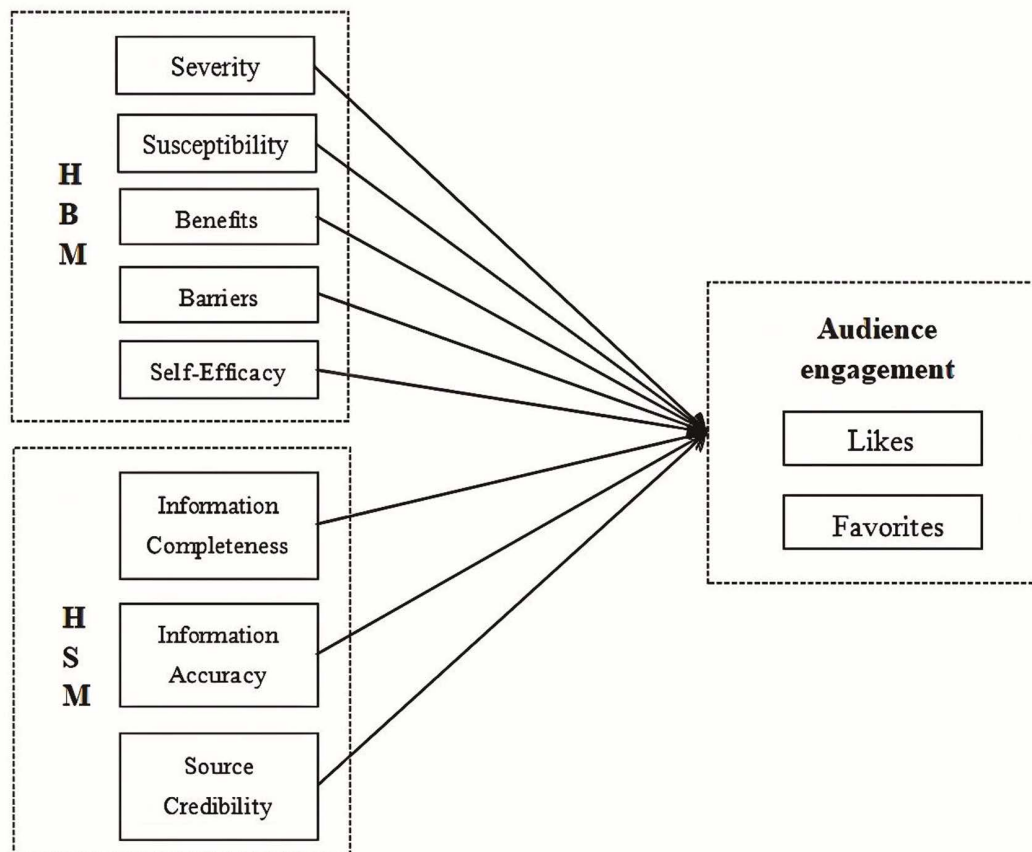 Severity
Susceptibility
H
B
M
Benefits
Barriers
Self-Efficacy
Information
Completeness
H
S
M
Information
Accuracy
Source
Credibility
Audience
engagement
Likes
Favorites